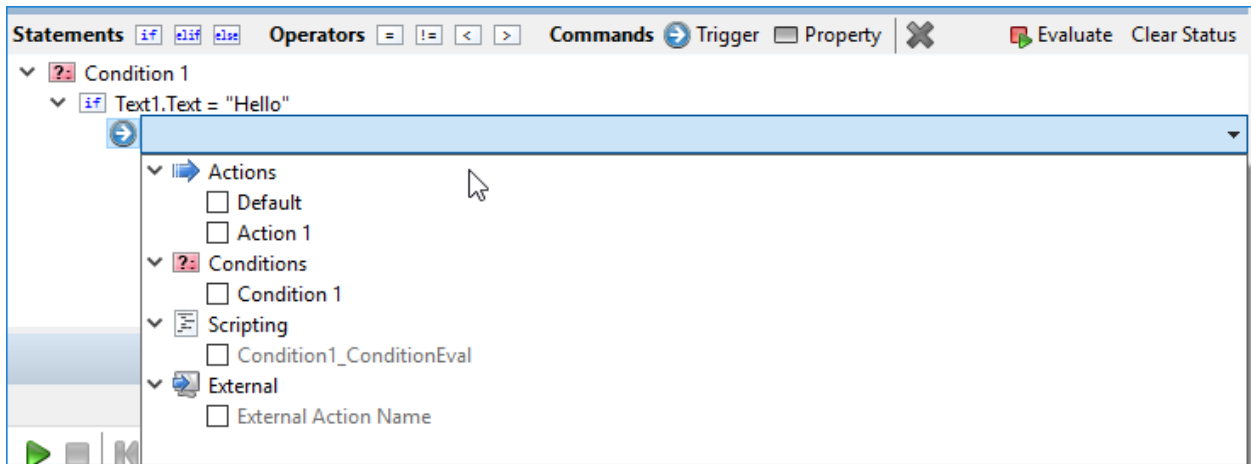 Statements if elif else Operators = != < > Commands Trigger Property Evaluate Clear Status
?: Condition 1
if Text1.Text = "Hello"
Actions
Default
Action 1
?: Conditions
Condition 1
Scripting
Condition1_ConditionEval
External
External Action Name